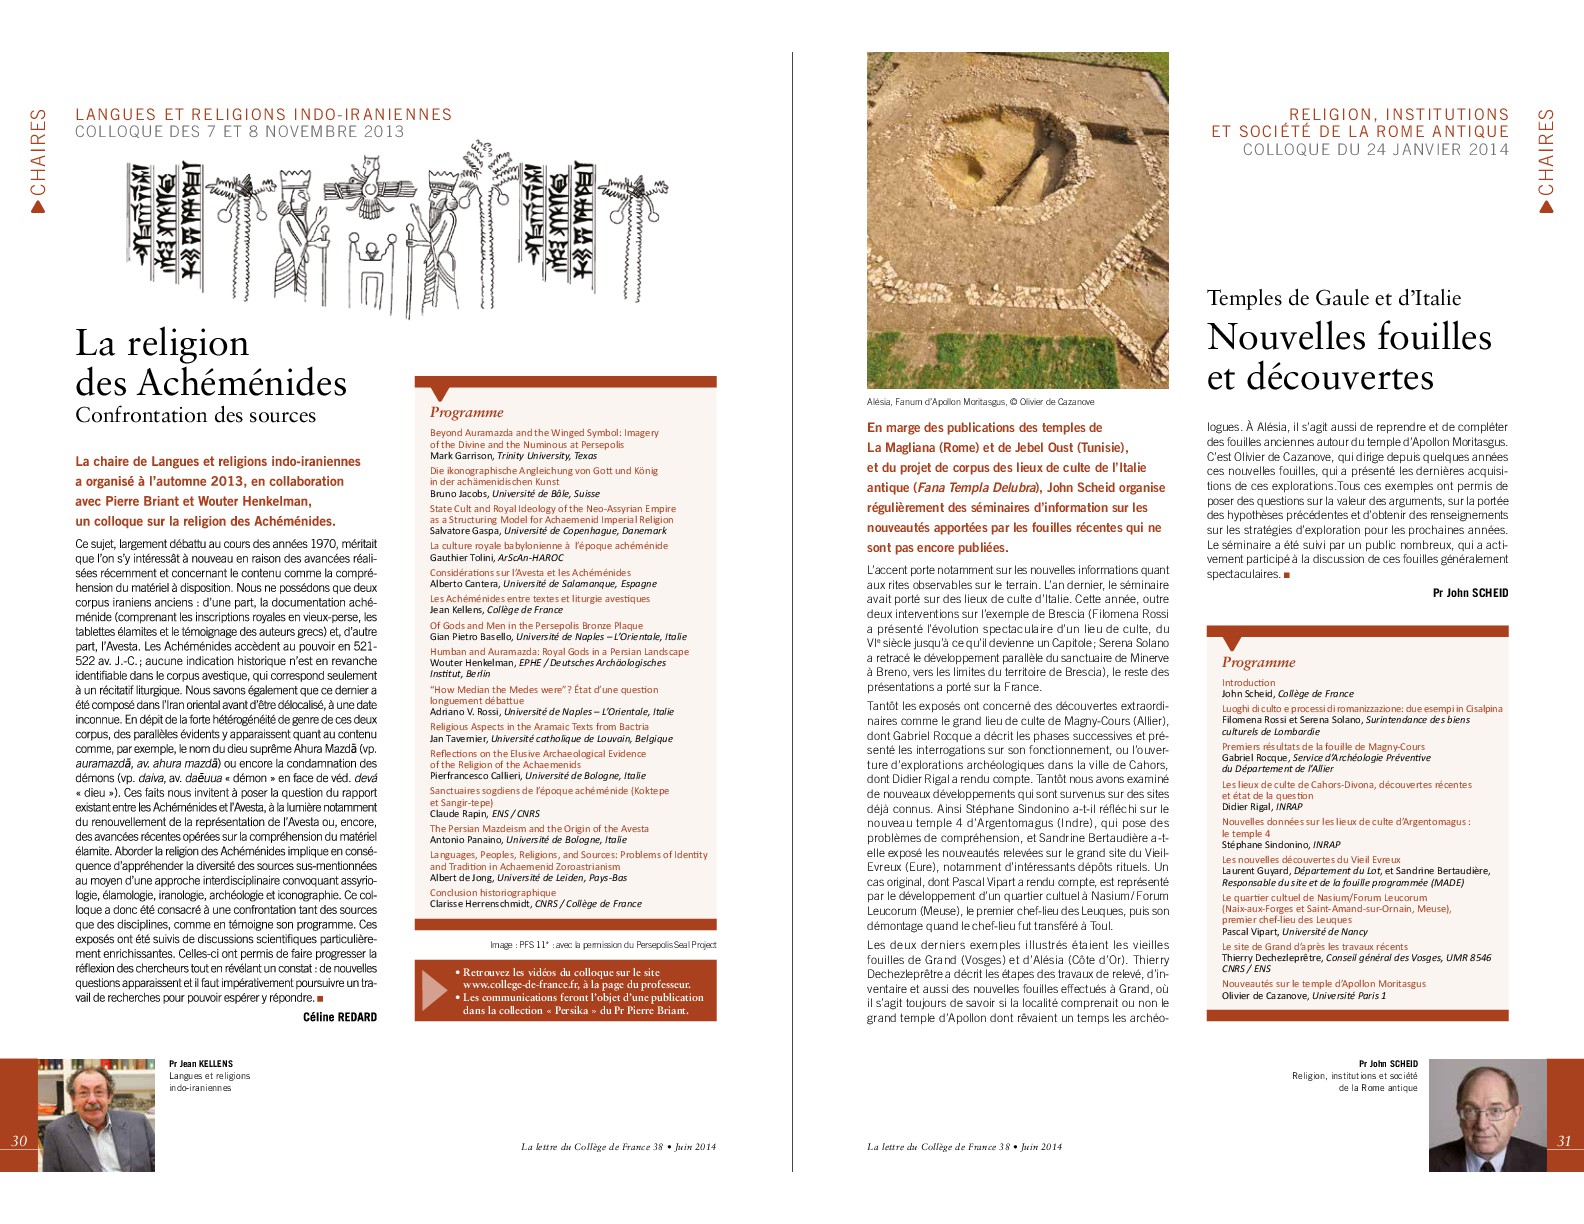 CHAIRES
LANGUES ET RELIGIONS INDO-IRANIENNES
COLLOQUE DES 7 ET 8 NOVEMBRE 2013
La religion
des Achéménides
Confrontation des sources
La chaire de Langues et religions indo-iraniennes
a organisé à l'automne 2013, en collaboration
avec Pierre Briant et Wouter Henkelman,
un colloque sur la religion des Achéménides.
Ce sujet, largement débattu au cours des années 1970, méritait
que l'on s'y intéressât à nouveau en raison des avancées réali-
sées récemment et concernant le contenu comme la compré-
hension du matériel à disposition. Nous ne possédons que deux
corpus iraniens anciens : d'une part, la documentation aché-
ménide (comprenant les inscriptions royales en vieux-perse, les
tablettes élamites et le témoignage des auteurs grecs) et, d'autre
part, l'Avesta. Les Achéménides accèdent au pouvoir en 521-
522 av. J.-C. ; aucune indication historique n'est en revanche
identifiable dans le corpus avestique, qui correspond seulement
à un récitatif liturgique. Nous savons également que ce dernier a
été composé dans l'Iran oriental avant d'être délocalisé, à une date
inconnue. En dépit de la forte hétérogénéité de genre de ces deux
corpus, des parallèles évidents y apparaissent quant au contenu
comme, par exemple, le nom du dieu suprême Ahura Mazdā (vp.
auramazdā, av. ahura mazdā) ou encore la condamnation des
démons (vp. daiva, av. daēuua « démon » en face de véd. devá
« dieu »). Ces faits nous invitent à poser la question du rapport
existant entre les Achéménides et l'Avesta, à la lumière notamment
du renouvellement de la représentation de l'Avesta ou, encore,
des avancées récentes opérées sur la compréhension du matériel
élamite. Aborder la religion des Achéménides implique en consé-
quence d'appréhender la diversité des sources sus-mentionnées
au moyen d'une approche interdisciplinaire convoquant assyrio-
logie, élamologie, iranologie, archéologie et iconographie. Ce col-
loque a donc été consacré à une confrontation tant des sources
que des disciplines, comme en témoigne son programme. Ces
exposés ont été suivis de discussions scientifiques particulière-
ment enrichissantes. Celles-ci ont permis de faire progresser la
réflexion des chercheurs tout en révélant un constat : de nouvelles
questions apparaissent et il faut impérativement poursuivre un tra-
vail de recherches pour pouvoir espérer y répondre.
Céline REDARD
Programme
Beyond Auramazda and the Winged Symbol: Imagery
of the Divine and the Numinous at Persepolis
Mark Garrison, Trinity University, Texas
Die ikonographische Angleichung von Gott und König
in der achämenidischen Kunst
Bruno Jacobs, Université de Bâle, Suisse
State Cult and Royal Ideology of the Neo-Assyrian Empire
as a Structuring Model for Achaemenid Imperial Religion
Salvatore Gaspa, Université de Copenhague, Danemark
La culture royale babylonienne à l'époque achéménide
Gauthier Tolini, ArScAn-HAROC
Considérations sur l'Avesta et les Achéménides
Alberto Cantera, Université de Salamanque, Espagne
Les Achéménides entre textes et liturgie avestiques
Jean Kellens, Collège de France
Of Gods and Men in the Persepolis Bronze Plaque
Gian Pietro Basello, Université de Naples – L'Orientale, Italie
Humban and Auramazda: Royal Gods in a Persian Landscape
Wouter Henkelman, EPHE / Deutsches Archäologisches
Institut, Berlin
"How Median the Medes were"? État d'une question
longuement débattue
Adriano V. Rossi, Université de Naples – L'Orientale, Italie
Religious Aspects in the Aramaic Texts from Bactria
Jan Tavernier, Université catholique de Louvain, Belgique
Reflections on the Elusive Archaeological Evidence
of the Religion of the Achaemenids
Pierfrancesco Callieri, Université de Bologne, Italie
Sanctuaires sogdiens de l'époque achéménide (Koktepe
et Sangir-tepe)
Claude Rapin, ENS / CNRS
The Persian Mazdeism and the Origin of the Avesta
Antonio Panaino, Université de Bologne, Italie
Languages, Peoples, Religions, and Sources: Problems of Identity
and Tradition in Achaemenid Zoroastrianism
Albert de Jong, Université de Leiden, Pays-Bas
Conclusion historiographique
Clarisse Herrenschmidt, CNRS / Collège de France
Image : PFS 11* : avec la permission du Persepolis Seal Project
• Retrouvez les vidéos du colloque sur le site
www.college-de-france.fr, à la page du professeur.
• Les communications feront l'objet d'une publication
dans la collection « Persika » du Pr Pierre Briant.
Pr Jean KELLENS
Langues et religions
indo-iraniennes
30
La lettre du Collège de France 38 • Juin 2014
Alésia, Fanum d'Apollon Moritasgus, © Olivier de Cazanove
CHAIRES
RELIGION, INSTITUTIONS
ET SOCIÉTÉ DE LA ROME ANTIQUE
COLLOQUE DU 24 JANVIER 2014
Temples de Gaule et d'Italie
Nouvelles fouilles
et découvertes
En marge des publications des temples de
La Magliana (Rome) et de Jebel Oust (Tunisie),
et du projet de corpus des lieux de culte de l'Italie
antique (Fana Templa Delubra), John Scheid organise
régulièrement des séminaires d'information sur les
nouveautés apportées par les fouilles récentes qui ne
sont pas encore publiées.
L'accent porte notamment sur les nouvelles informations quant
aux rites observables sur le terrain. L'an dernier, le séminaire
avait porté sur des lieux de culte d'Italie. Cette année, outre
deux interventions sur l'exemple de Brescia (Filomena Rossi
a présenté l'évolution spectaculaire d'un lieu de culte, du
VIe siècle jusqu'à ce qu'il devienne un Capitole ; Serena Solano
a retracé le développement parallèle du sanctuaire de Minerve
à Breno, vers les limites du territoire de Brescia), le reste des
présentations a porté sur la France.
Tantôt les exposés ont concerné des découvertes extraordi-
naires comme le grand lieu de culte de Magny-Cours (Allier),
dont Gabriel Rocque a décrit les phases successives et pré-
senté les interrogations sur son fonctionnement, ou l'ouver-
ture d'explorations archéologiques dans la ville de Cahors,
dont Didier Rigal a rendu compte. Tantôt nous avons examiné
de nouveaux développements qui sont survenus sur des sites
déjà connus. Ainsi Stéphane Sindonino a-t-il réfléchi sur le
nouveau temple 4 d'Argentomagus (Indre), qui pose des
problèmes de compréhension, et Sandrine Bertaudière a-t-
elle exposé les nouveautés relevées sur le grand site du Vieil-
Evreux (Eure), notamment d'intéressants dépôts rituels. Un
cas original, dont Pascal Vipart a rendu compte, est représenté
par le développement d'un quartier cultuel à Nasium/Forum
Leucorum (Meuse), le premier chef-lieu des Leuques, puis son
démontage quand le chef-lieu fut transféré à Toul.
Les deux derniers exemples illustrés étaient les vieilles
fouilles de Grand (Vosges) et d'Alésia (Côte d'Or). Thierry
Dechezleprêtre a décrit les étapes des travaux de relevé, d'in-
ventaire et aussi des nouvelles fouilles effectués à Grand, où
il s'agit toujours de savoir si la localité comprenait ou non le
grand temple d'Apollon dont rêvaient un temps les archéo-
logues. À Alésia, il s'agit aussi de reprendre et de compléter
des fouilles anciennes autour du temple d'Apollon Moritasgus.
C'est Olivier de Cazanove, qui dirige depuis quelques années
ces nouvelles fouilles, qui a présenté les dernières acquisi-
tions de ces explorations.Tous ces exemples ont permis de
poser des questions sur la valeur des arguments, sur la portée
des hypothèses précédentes et d'obtenir des renseignements
sur les stratégies d'exploration pour les prochaines années.
Le séminaire a été suivi par un public nombreux, qui a acti-
vement participé à la discussion de ces fouilles généralement
spectaculaires.
Pr John SCHEID
Programme
Introduction
John Scheid, Collège de France
Luoghi di culto e processi di romanizzazione: due esempi in Cisalpina
Filomena Rossi et Serena Solano, Surintendance des biens
culturels de Lombardie
Premiers résultats de la fouille de Magny-Cours
Gabriel Rocque, Service d'Archéologie Préventive
du Département de l'Allier
Les lieux de culte de Cahors-Divona, découvertes récentes
et état de la question
Didier Rigal, INRAP
Nouvelles données sur les lieux de culte d'Argentomagus :
le temple 4
Stéphane Sindonino, INRAP
Les nouvelles découvertes du Vieil Evreux
Laurent Guyard, Département du Lot, et Sandrine Bertaudière,
Responsable du site et de la fouille programmée (MADE)
Le quartier cultuel de Nasium/Forum Leucorum
(Naix-aux-Forges et Saint-Amand-sur-Ornain, Meuse),
premier chef-lieu des Leuques
Pascal Vipart, Université de Nancy
Le site de Grand d'après les travaux récents
Thierry Dechezleprêtre, Conseil général des Vosges, UMR 8546
CNRS / ENS
Nouveautés sur le temple d'Apollon Moritasgus
Olivier de Cazanove, Université Paris 1
Pr John SCHEID
Religion, institutions et société
de la Rome antique
La lettre du Collège de France 38 • Juin 2014
31